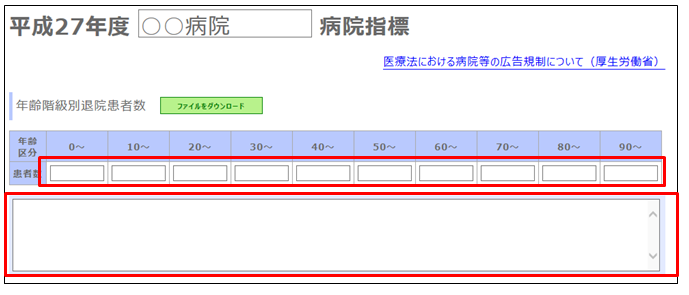 平成27年度 〇〇病院 病院指標
医療法における病院等の広告規制について（厚生労働省）
年齢階級別退院患者数 ファイルをダウンロード
年齢区分 0～ 10～ 20～ 30～ 40～ 50～ 60～ 70～ 80～ 90～
患者数